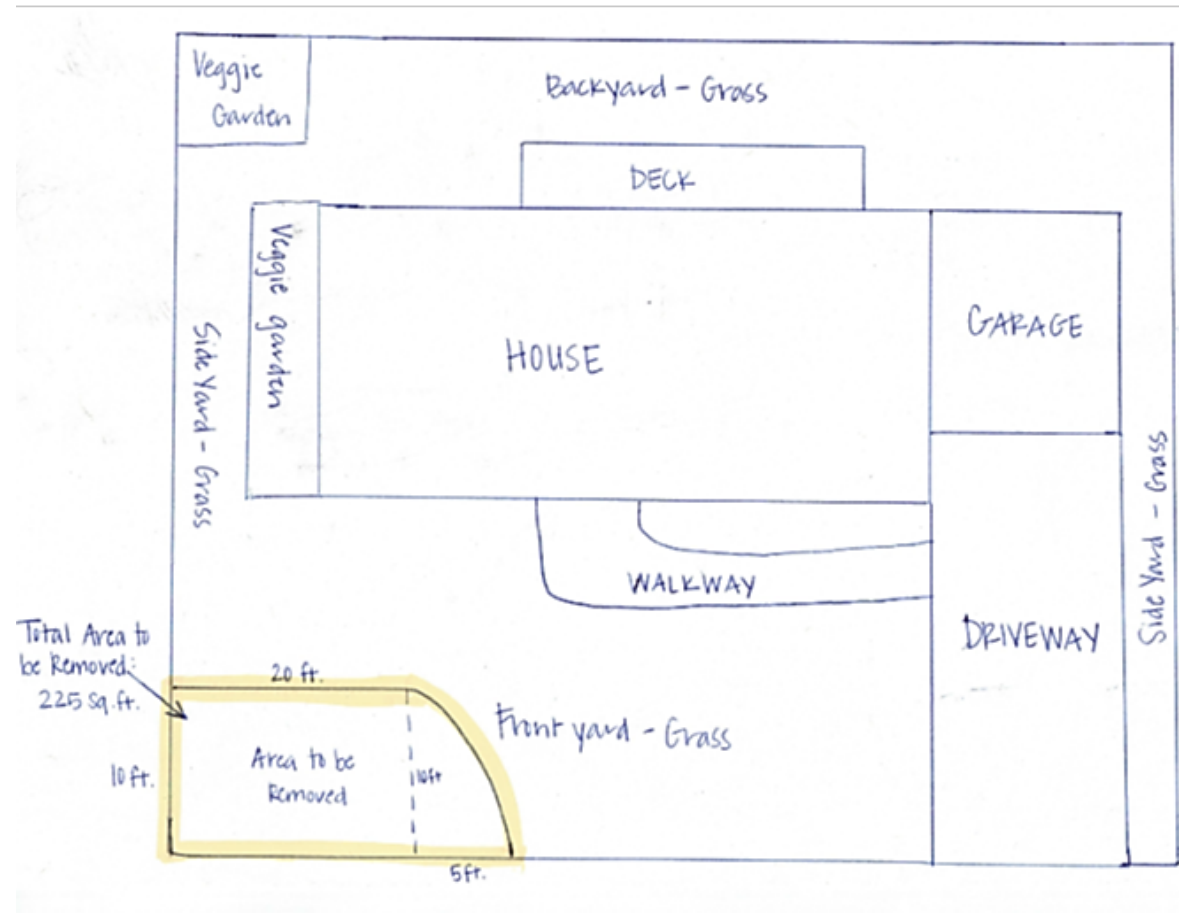 Veggie
Garden
Backyard - Grass
DECK
Veggie garden
Side Yard - Grass
HOUSE
GARAGE
Side Yard - Grass
WALKWAY
DRIVEWAY
Total Area to
be Removed:
225 sq. ft.
20 ft.
Front yard - Grass
10 ft.
Area to be
Removed
10ft
5ft.